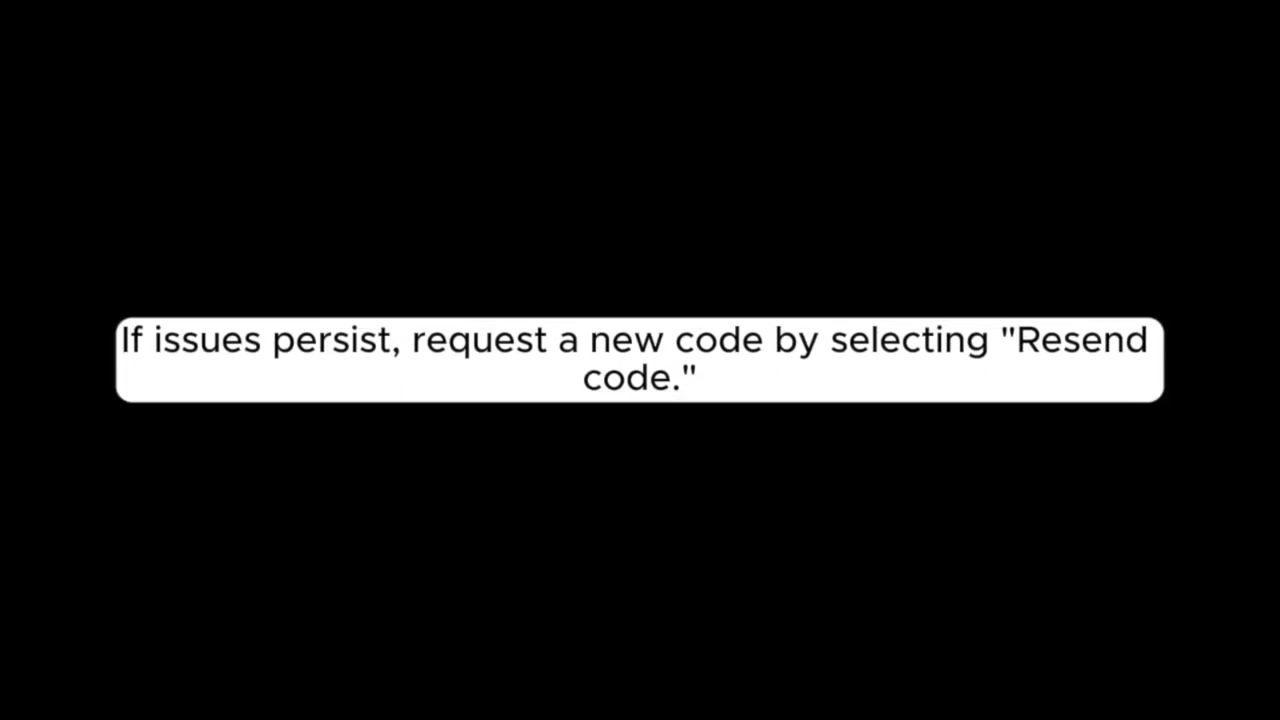 If issues persist, request a new code by selecting "Resend
code."